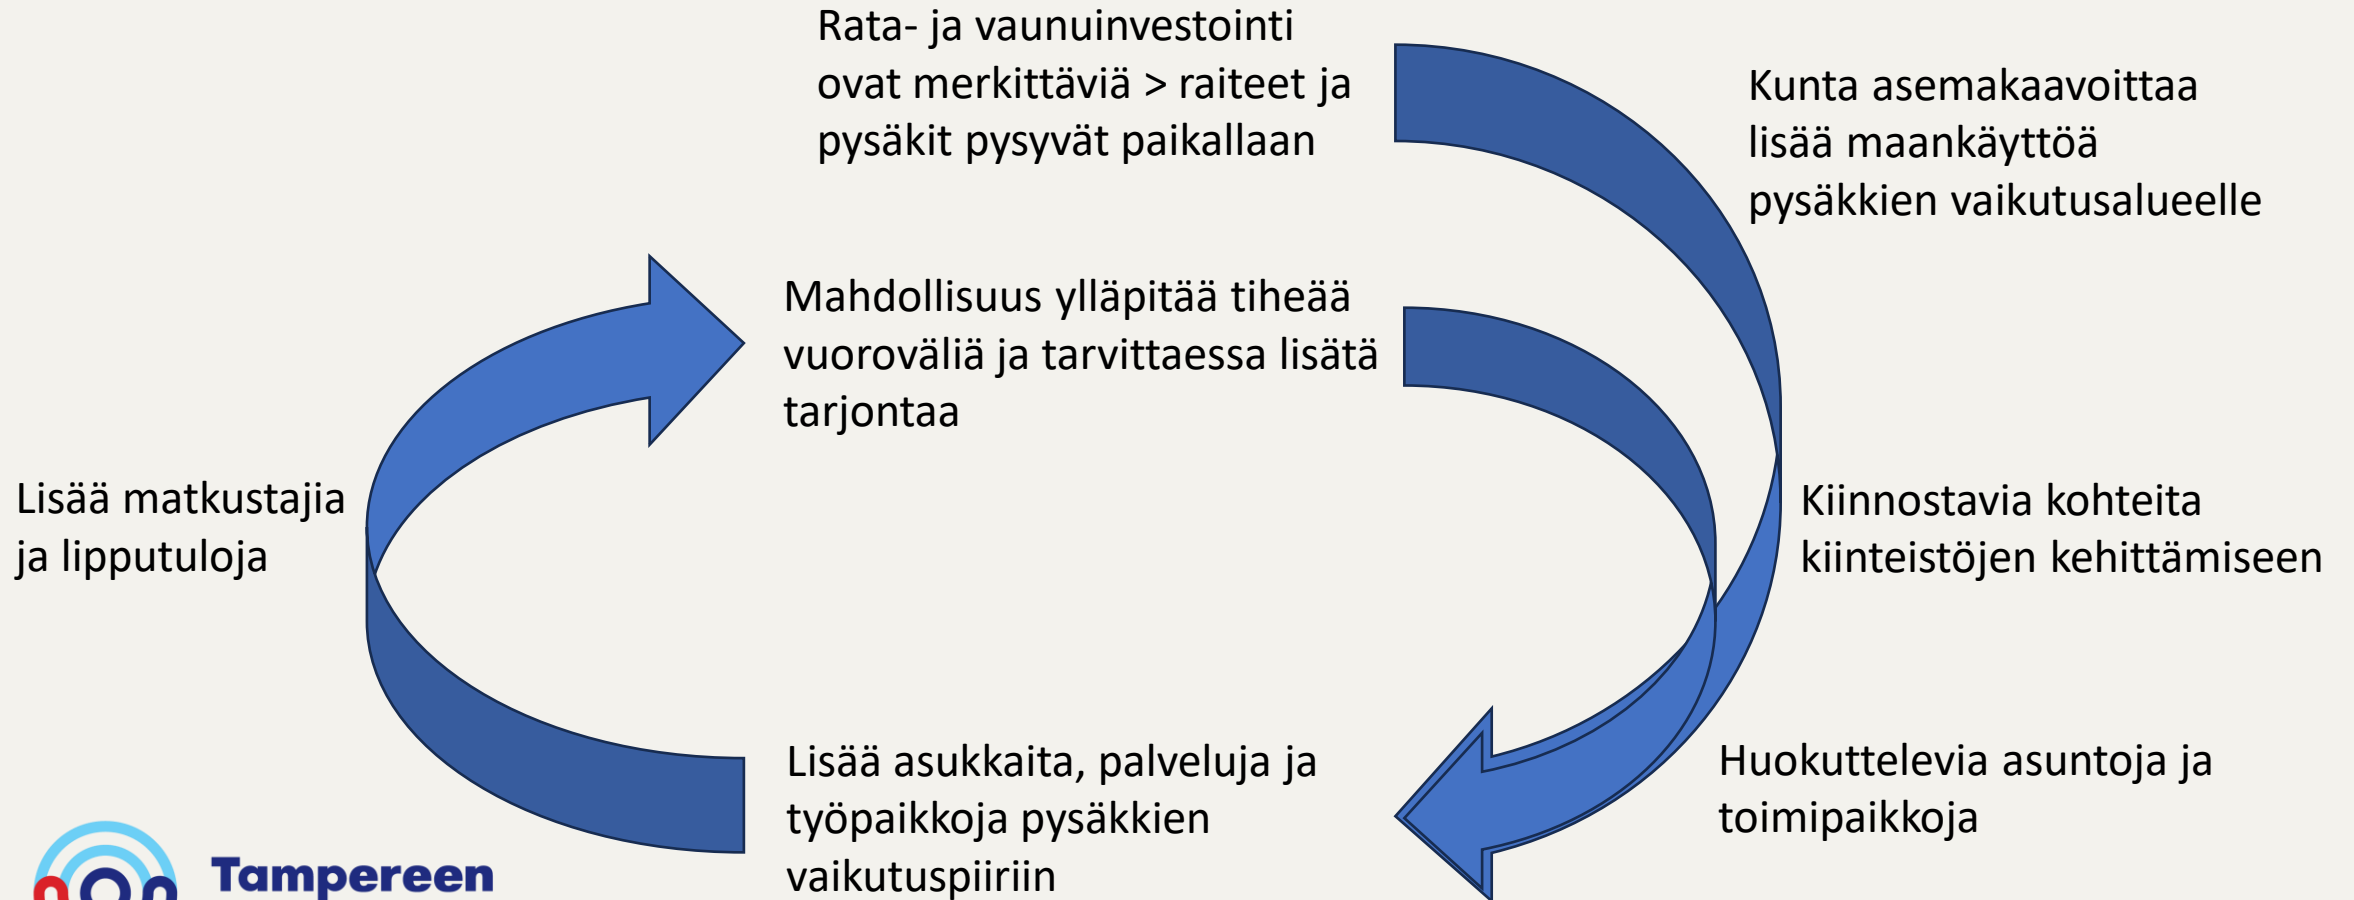 Rata- ja vaunuinvestointi
ovat merkittäviä > raiteet ja
pysäkit pysyvät paikallaan
Kunta asemakaavoittaa
lisää maankäyttöä
pysäkkien vaikutusalueelle
Mahdollisuus ylläpitää tiheää
vuoroväliä ja tarvittaessa lisätä
tarjontaa
Lisää matkustajia
ja lipputuloja
Kiinnostavia kohteita
kiinteistöjen kehittämiseen
Lisää asukkaita, palveluja ja
työpaikkoja pysäkkien
vaikutuspiiriin
Huokuttelevia asuntoja ja
toimipaikkoja
Tampereen